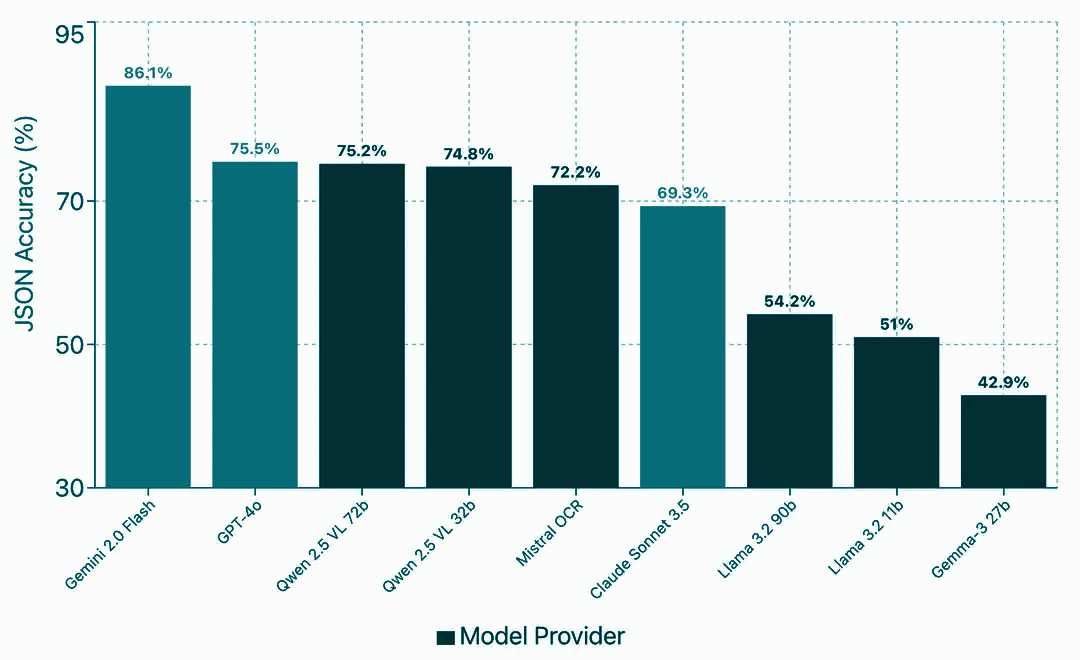 95
70
50
30
JSON Accuracy (%)
86.1%
75.5%
75.2%
74.8%
72.2%
69.3%
54.2%
51%
42.9%
Gemini 2.0 Flash
GPT-4o
Qwen 2.5 VL 72b
Qwen 2.5 VL 32b
Mistral OCR
Claude Sonnet 3.5
Llama 3.2 90b
Llama 3.2 11b
Gemma-3 27b
Model Provider